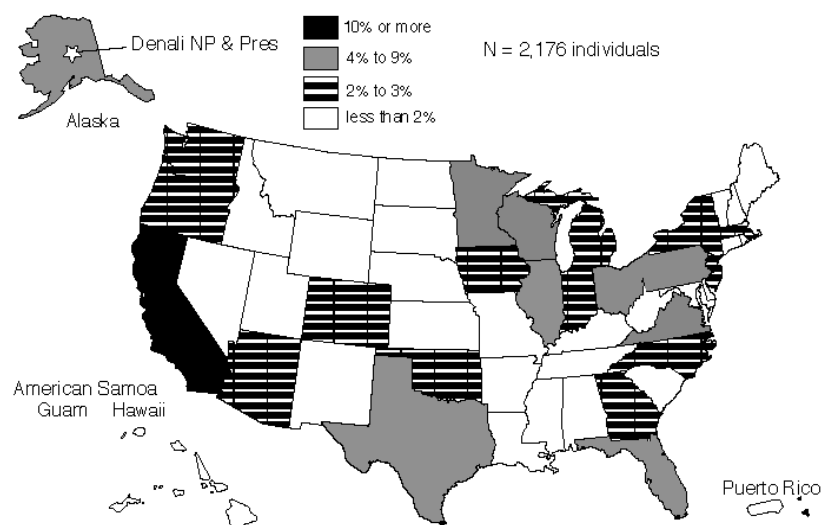 Denali NP & Pres
Alaska
10% or more
4% to 9%
2% to 3%
less than 2%
N = 2,176 individuals
American Samoa
Guam Hawaii
Puerto Rico